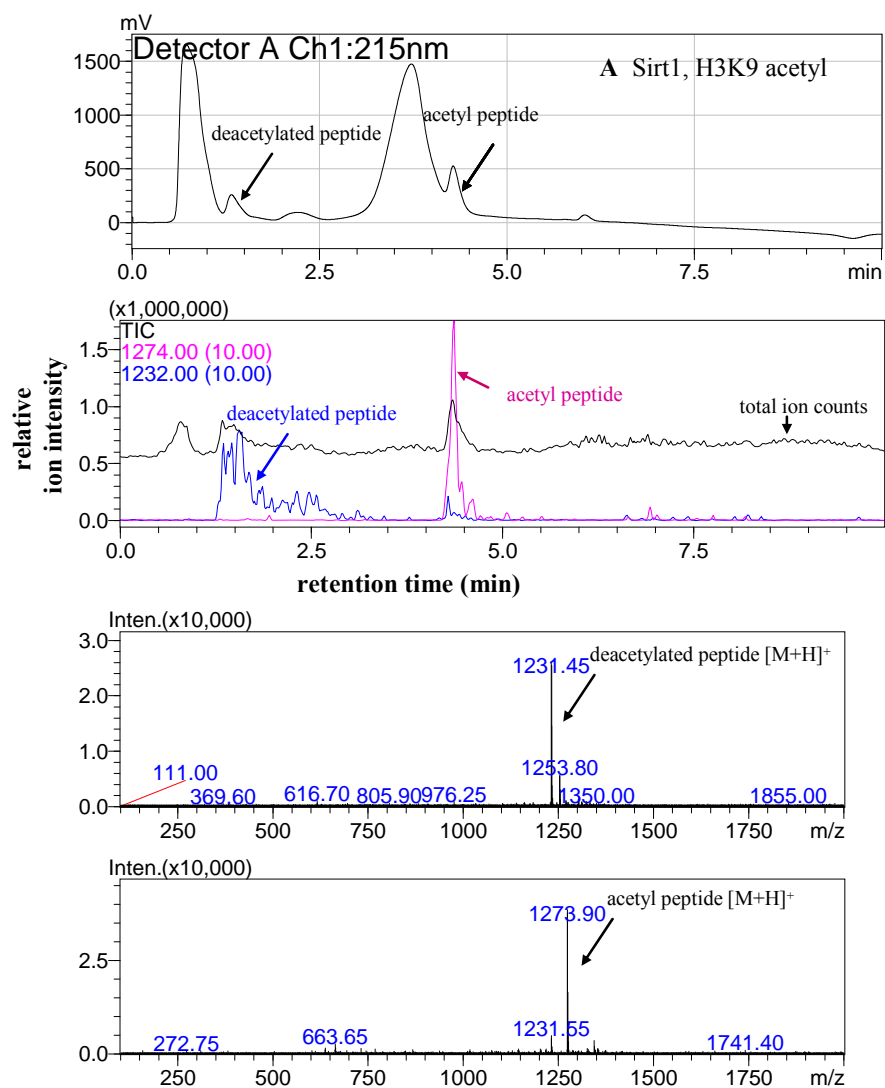 mV
Detector A Ch1:215nm
A Sirt1, H3K9 acetyl
1500
1000
500
0
deacetylated peptide
acetyl peptide
0.0 2.5 5.0 7.5 min
(x1,000,000)
TIC
1274.00 (10.00)
1232.00 (10.00)
1.5
1.0
0.5
0.0
relative
ion intensity
deacetylated peptide
acetyl peptide
total ion counts
0.0 2.5 5.0 7.5
retention time (min)
Inten.(x10,000)
3.0
2.0
1.0
0.0
deacetylated peptide [M+H]+
1231.45
1253.80
111.00
369.60 616.70 805.90 976.25 1350.00 1855.00
250 500 750 1000 1250 1500 1750 m/z
Inten.(x10,000)
2.5
0.0
acetyl peptide [M+H]+
1273.90
1231.55
272.75 663.65 1741.40
250 500 750 1000 1250 1500 1750 m/z